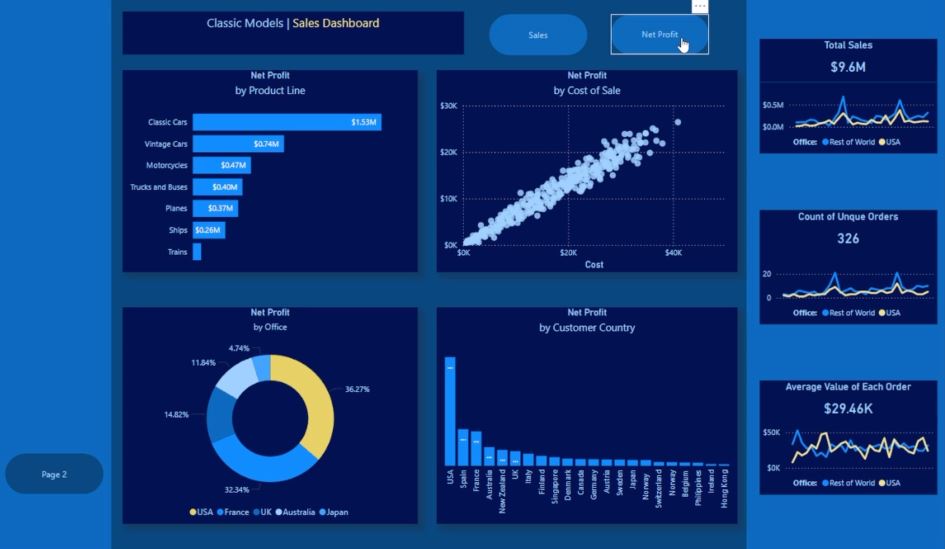 Classic Models | Sales Dashboard
Sales
Net Profit
Net Profit
by Product Line
Classic Cars
$1.53M
Vintage Cars
$0.74M
Motorcycles
$0.47M
Trucks and Buses
$0.40M
Planes
$0.37M
Ships
$0.26M
Trains
Net Profit
by Cost of Sale
$30K
$20K
$10K
$0K
$0K
$20K
$40K
Cost
Total Sales
$9.6M
$0.5M
$0.0M
Office: Rest of World USA
Count of Unque Orders
326
20
0
Office: Rest of World USA
Net Profit
by Office
4.74%
11.84%
36.27%
14.82%
32.34%
USA France UK Australia Japan
Net Profit
by Customer Country
USA
Spain
France
Australia
New Zealand
UK
Italy
Finland
Singapore
Denmark
Canada
Germany
Austria
Sweden
Japan
Norway
Switzerland
Norway
Belgium
Philippines
Ireland
Hong Kong
Average Value of Each Order
$29.46K
$50K
$0K
Office: Rest of World USA
Page 2